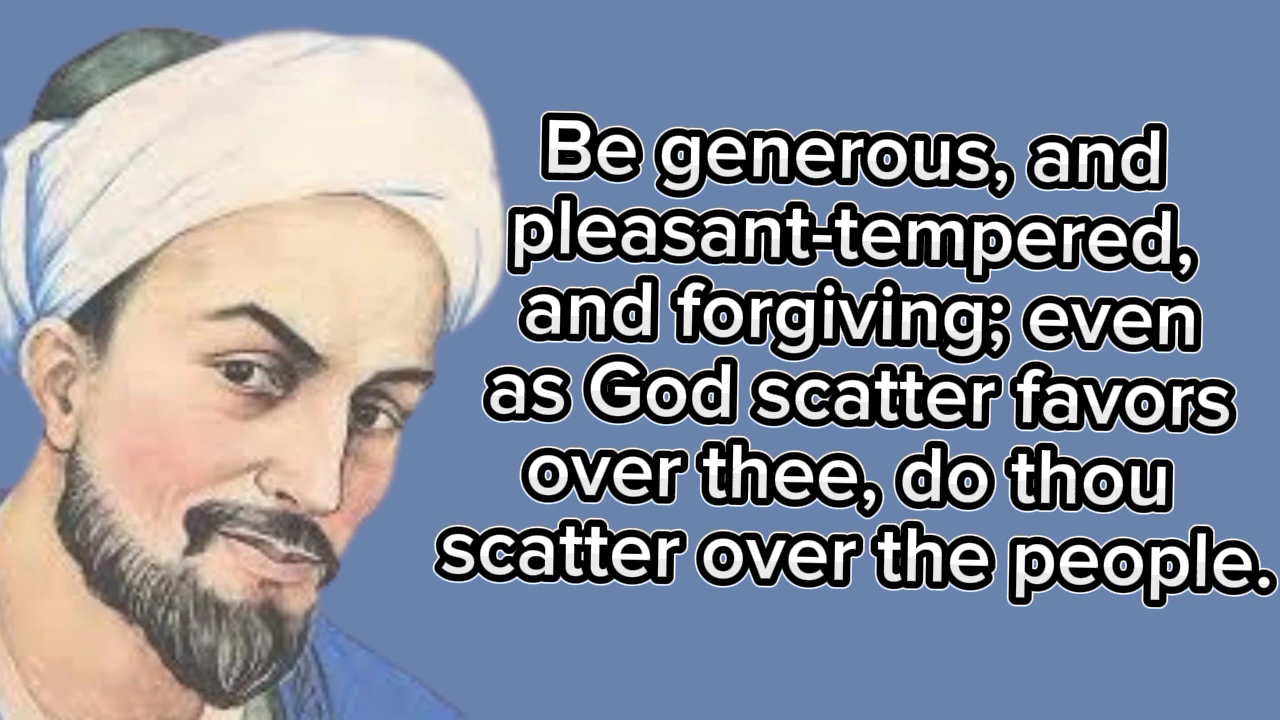 Be generous, and
pleasant-tempered,
and forgiving; even
as God scatter favors
over thee, do thou
scatter over the people.